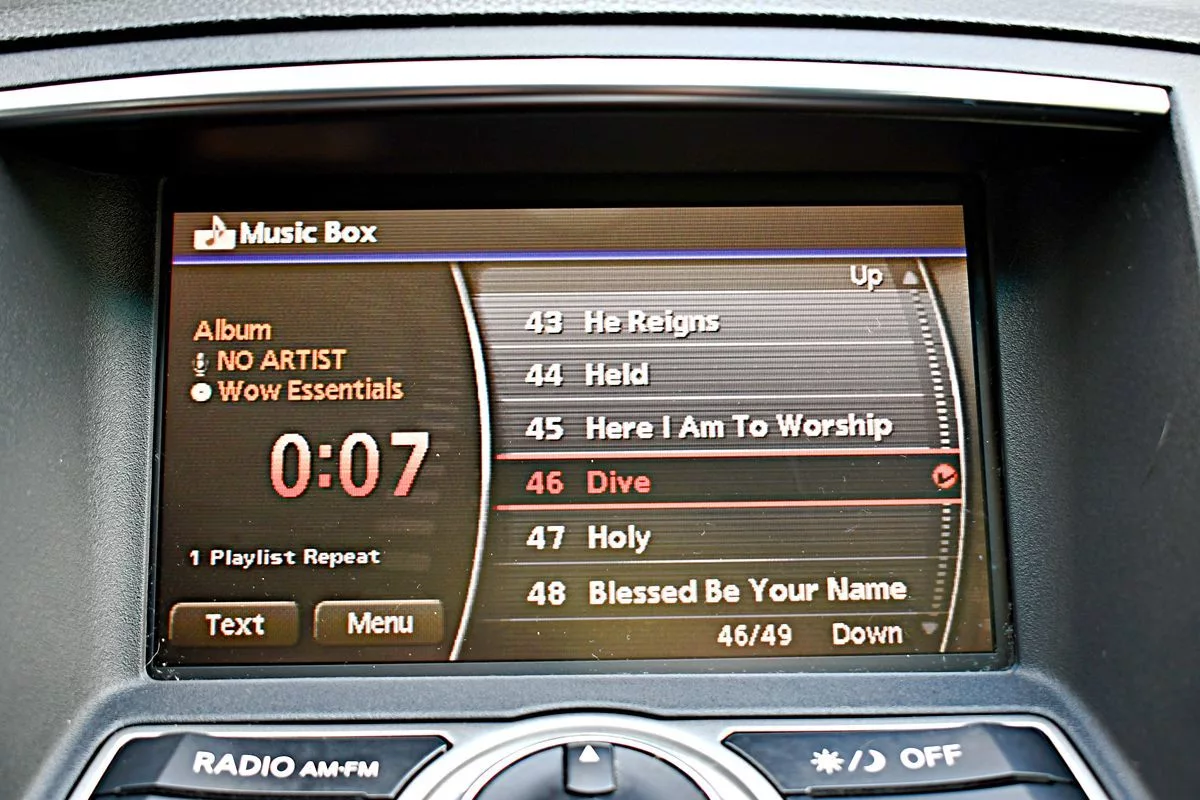 Music Box
Album
NO ARTIST
Wow Essentials
0:07
1 Playlist Repeat
Text
Menu
Up
43 He Reigns
44 Held
45 Here I Am To Worship
46 Dive
47 Holy
48 Blessed Be Your Name
46/49 Down
RADIO AM·FM
/ OFF